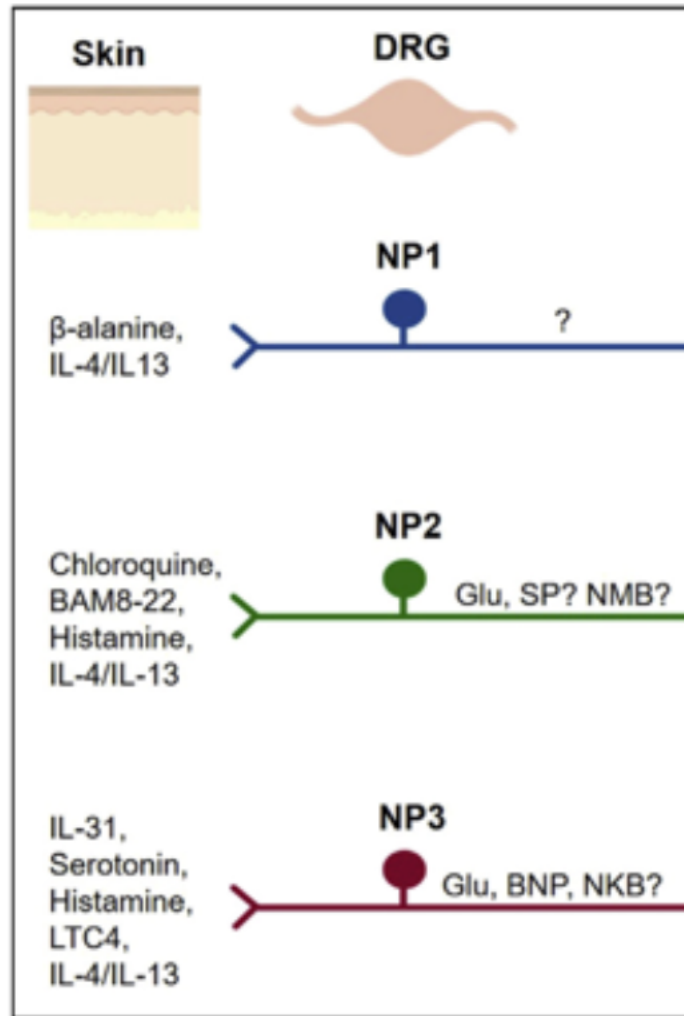 Skin
DRG
NP1
β-alanine,
IL-4/IL13
?
NP2
Chloroquine,
BAM8-22,
Histamine,
IL-4/IL-13
Glu, SP? NMB?
NP3
IL-31,
Serotonin,
Histamine,
LTC4,
IL-4/IL-13
Glu, BNP, NKB?